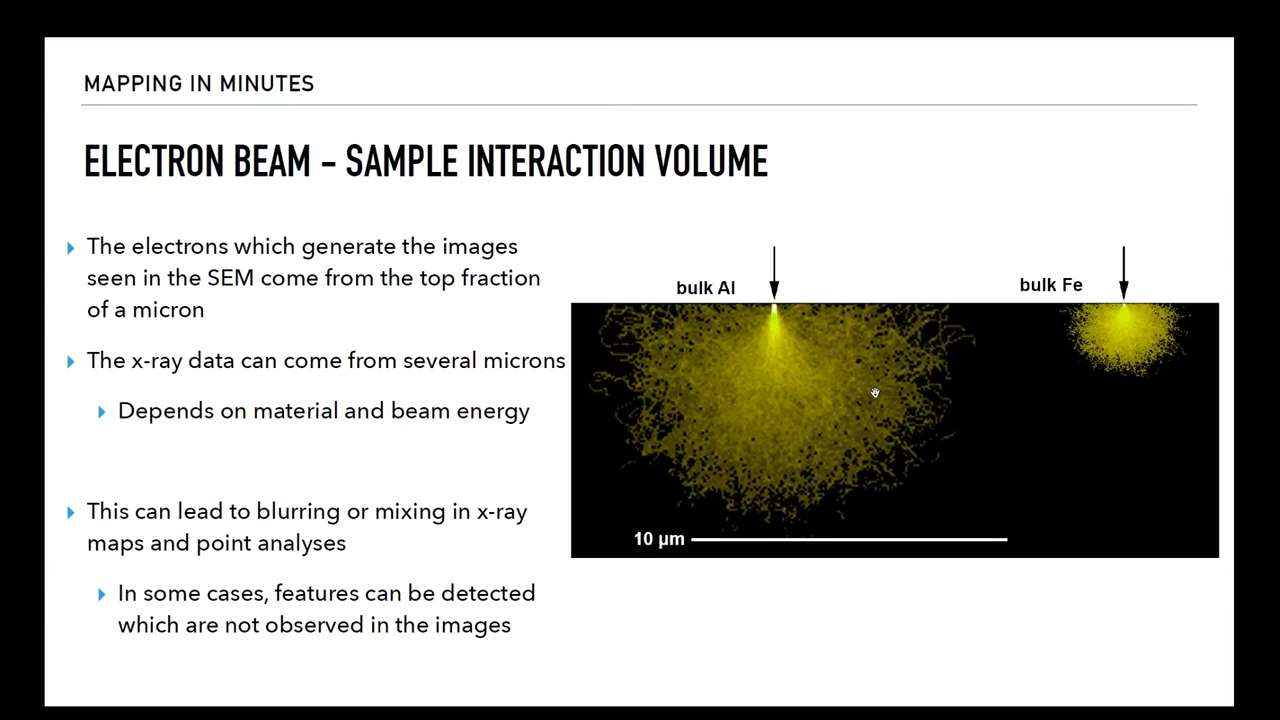 MAPPING IN MINUTES
ELECTRON BEAM – SAMPLE INTERACTION VOLUME
The electrons which generate the images
seen in the SEM come from the top fraction
of a micron
The x-ray data can come from several microns
Depends on material and beam energy
This can lead to blurring or mixing in x-ray
maps and point analyses
In some cases, features can be detected
which are not observed in the images
bulk Al
bulk Fe
10 µm